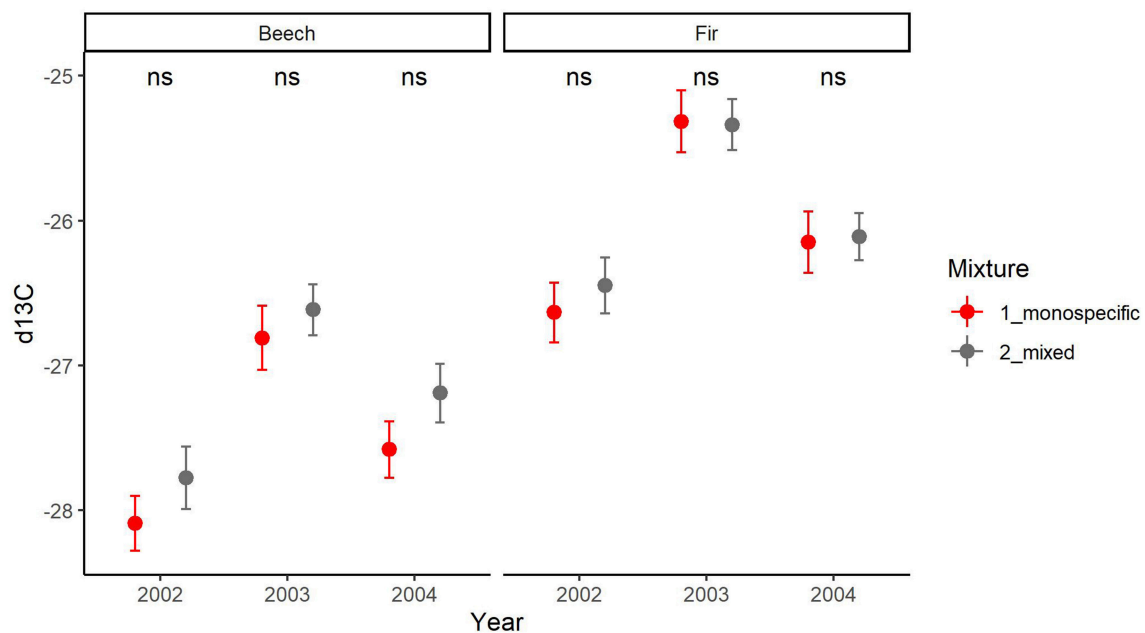 Beech Fir
ns ns ns ns ns ns
-25
-26
-27
-28
d13C
2002 2003 2004 2002 2003 2004
Year
Mixture
1_monospecific
2_mixed